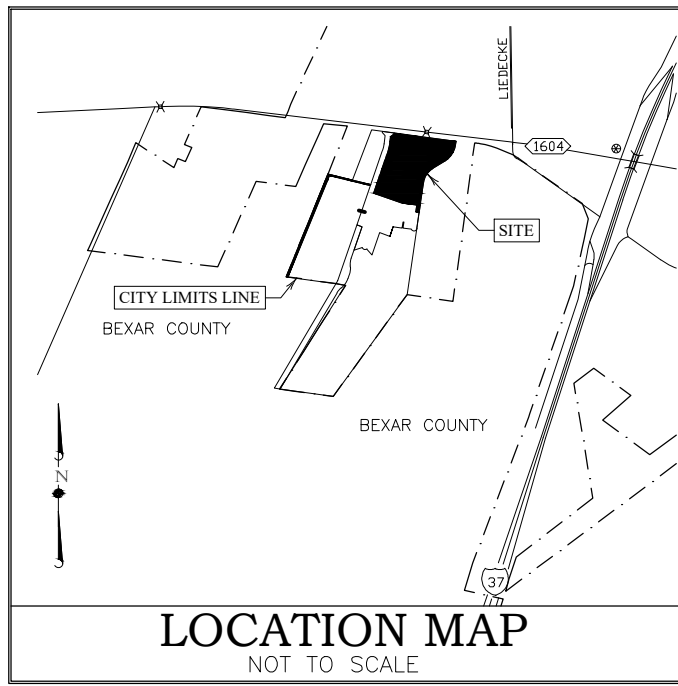 LIEDECKE
1604
SITE
CITY LIMITS LINE
BEXAR COUNTY
BEXAR COUNTY
N
37
LOCATION MAP
NOT TO SCALE